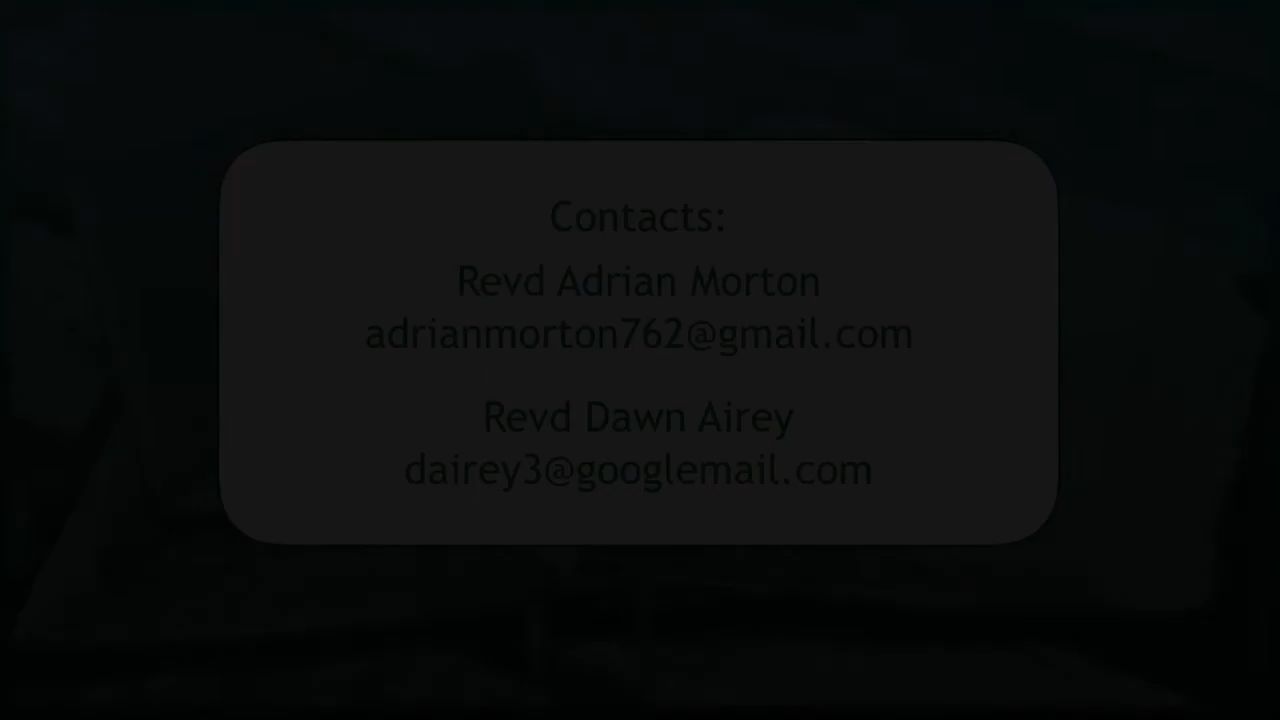 Contacts:
Revd Adrian Morton
adrianmorton762@gmail.com
Revd Dawn Airey
dairey3@googlemail.com